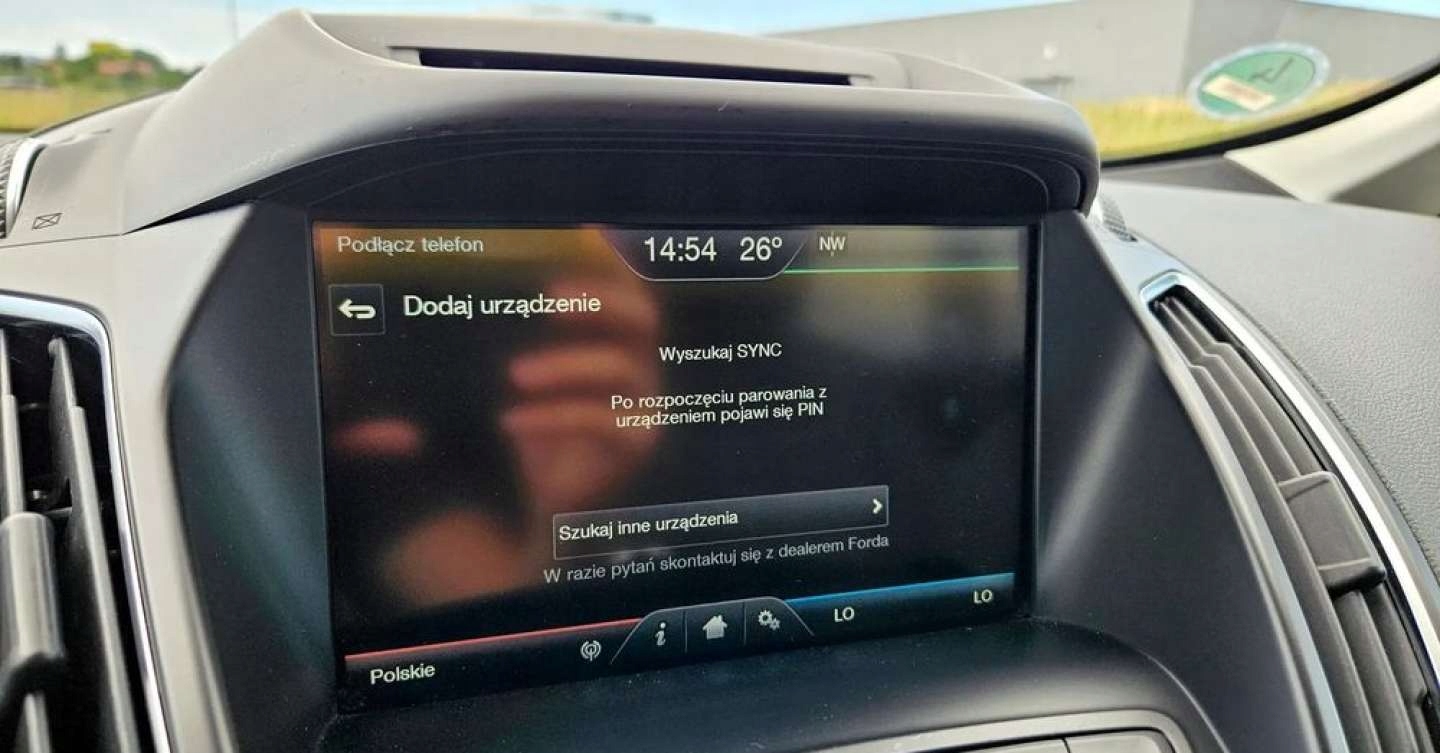 Podłącz telefon
14:54 26º
NW
Dodaj urządzenie
Wyszukaj SYNC
Po rozpoczęciu parowania z
urządzeniem pojawi się PIN
Szukaj inne urządzenia
W razie pytań skontaktuj się z dealerem Forda
Polskie
i
LO
LO